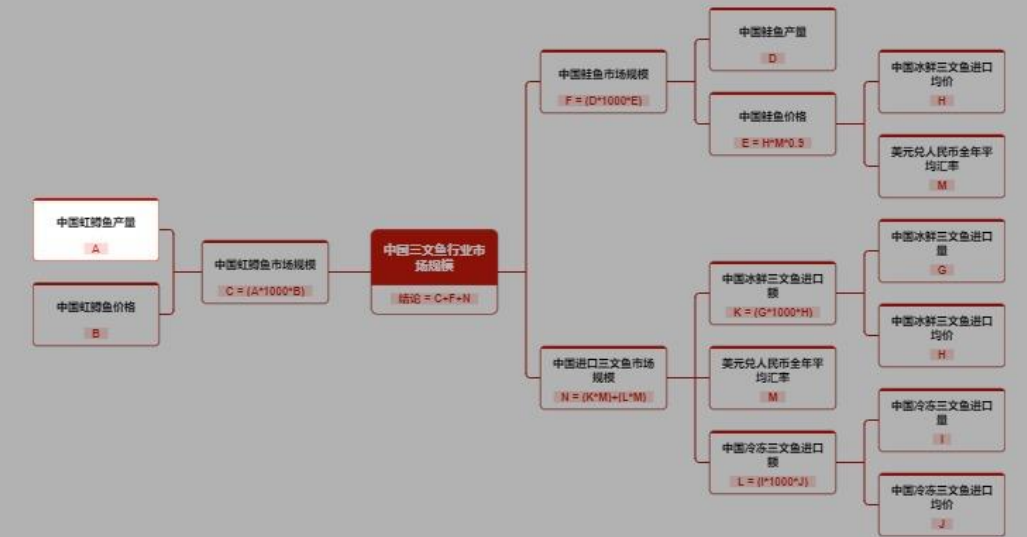 中国鲑鱼产量
D
中国鲑鱼市场规模
F = (D*1000*E)
中国冰鲜三文鱼进口
均价
H
中国鲑鱼价格
E = H*M*0.9
美元兑人民币全年平
均汇率
M
中国虹鳟鱼产量
A
中国虹鳟鱼市场规模
C = (A*1000*B)
中国三文鱼行业市
场规模
结论 = C+F+N
中国虹鳟鱼价格
B
中国冰鲜三文鱼进口
量
G
中国冰鲜三文鱼进口
额
K = (G*1000*H)
中国冰鲜三文鱼进口
均价
H
中国进口三文鱼市场
规模
N = (K*M)+(L*M)
美元兑人民币全年平
均汇率
M
中国冷冻三文鱼进口
量
I
中国冷冻三文鱼进口
额
L = (I*1000*J)
中国冷冻三文鱼进口
均价
J